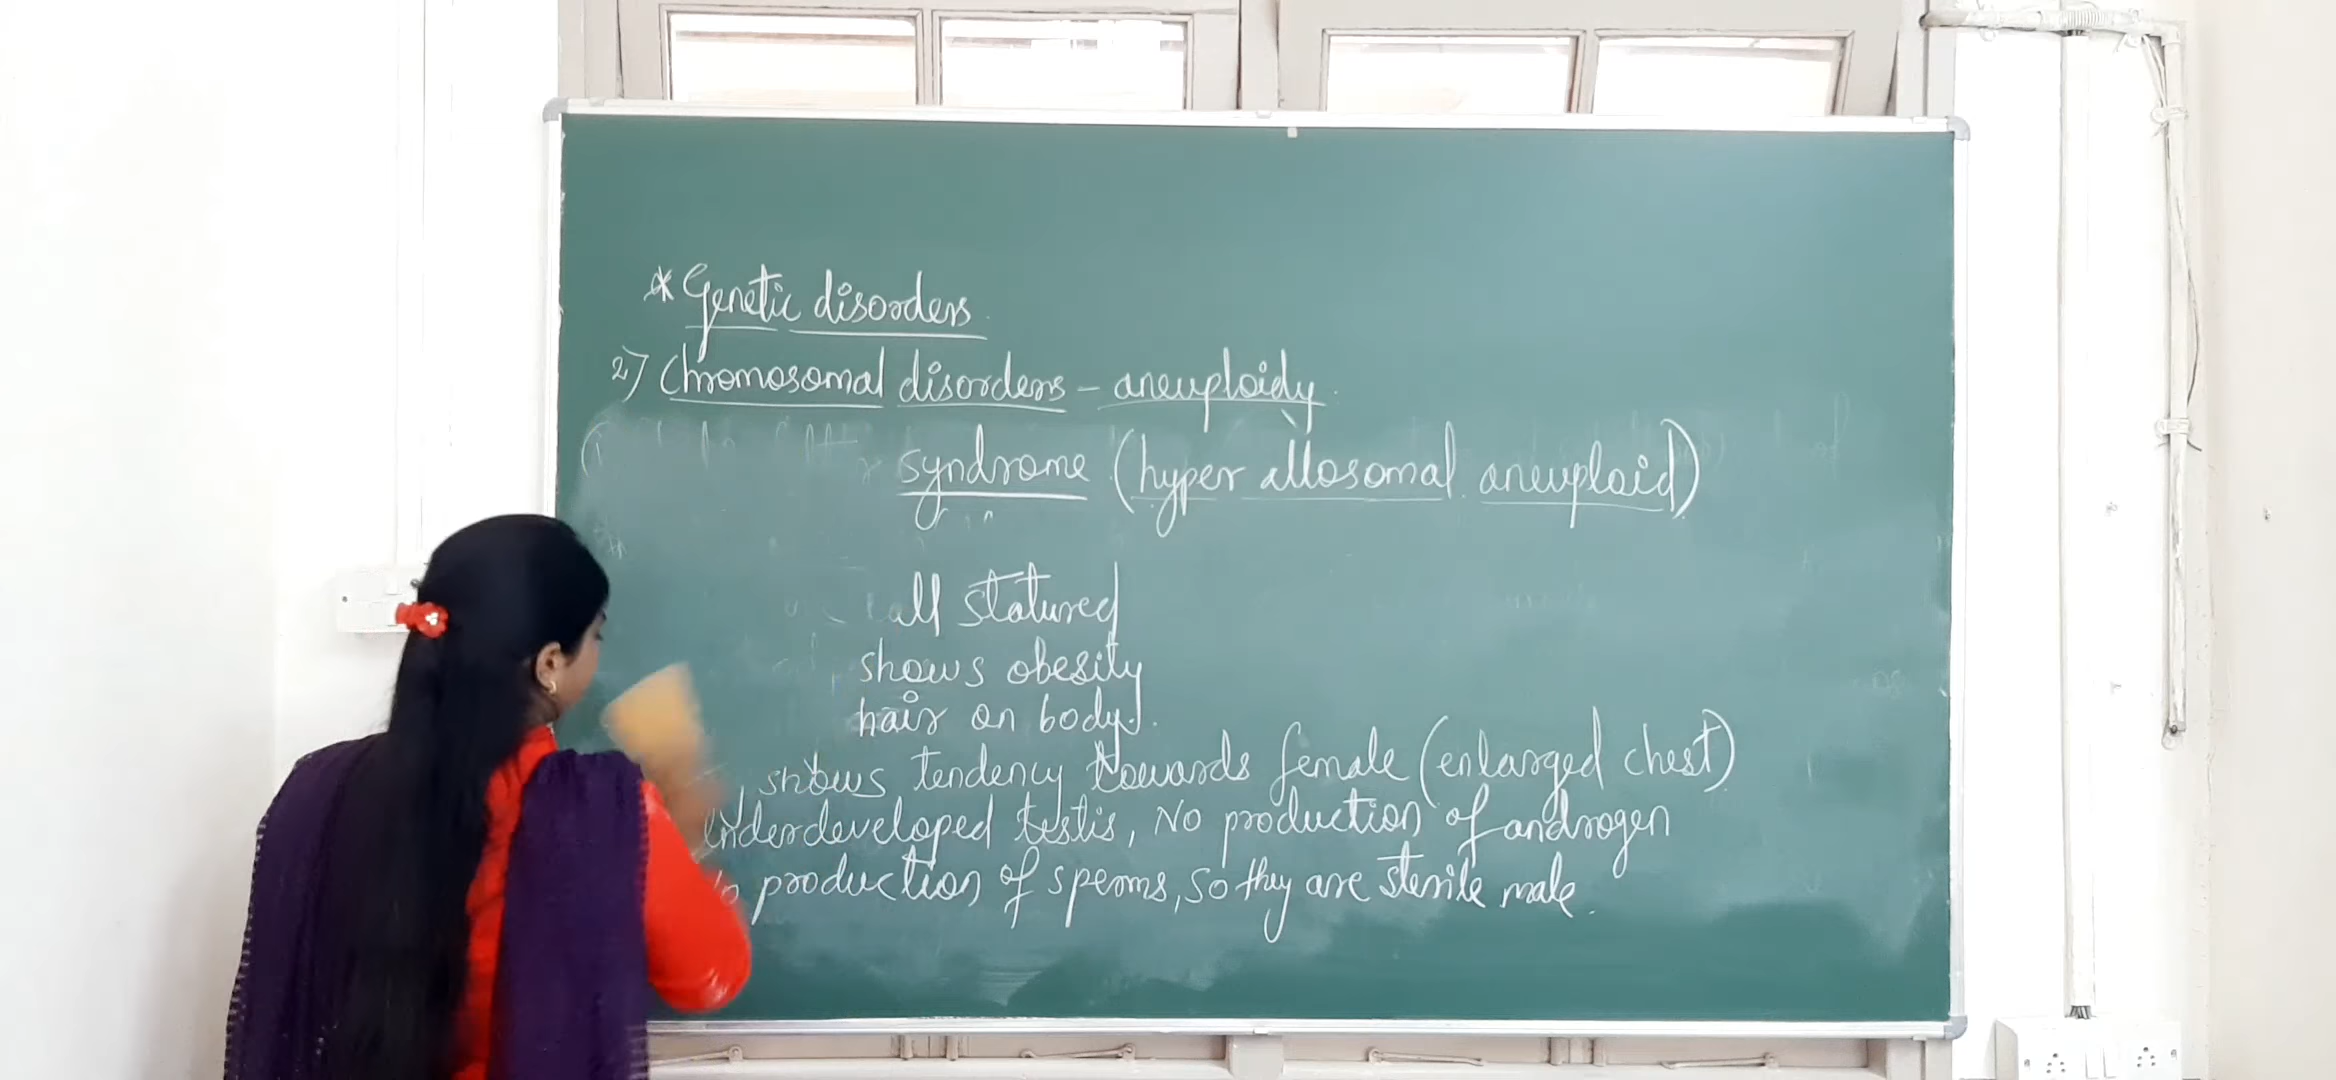 * Genetic disorders.
2) Chromosomal disorders - aneuploidy.
syndrome (hyper allosomal aneuploid)
all statured
shows obesity
hair on body.
shows tendency towards female (enlarged chest)
Underdeveloped testis, No production of androgen
production of sperms, so they are sterile male.